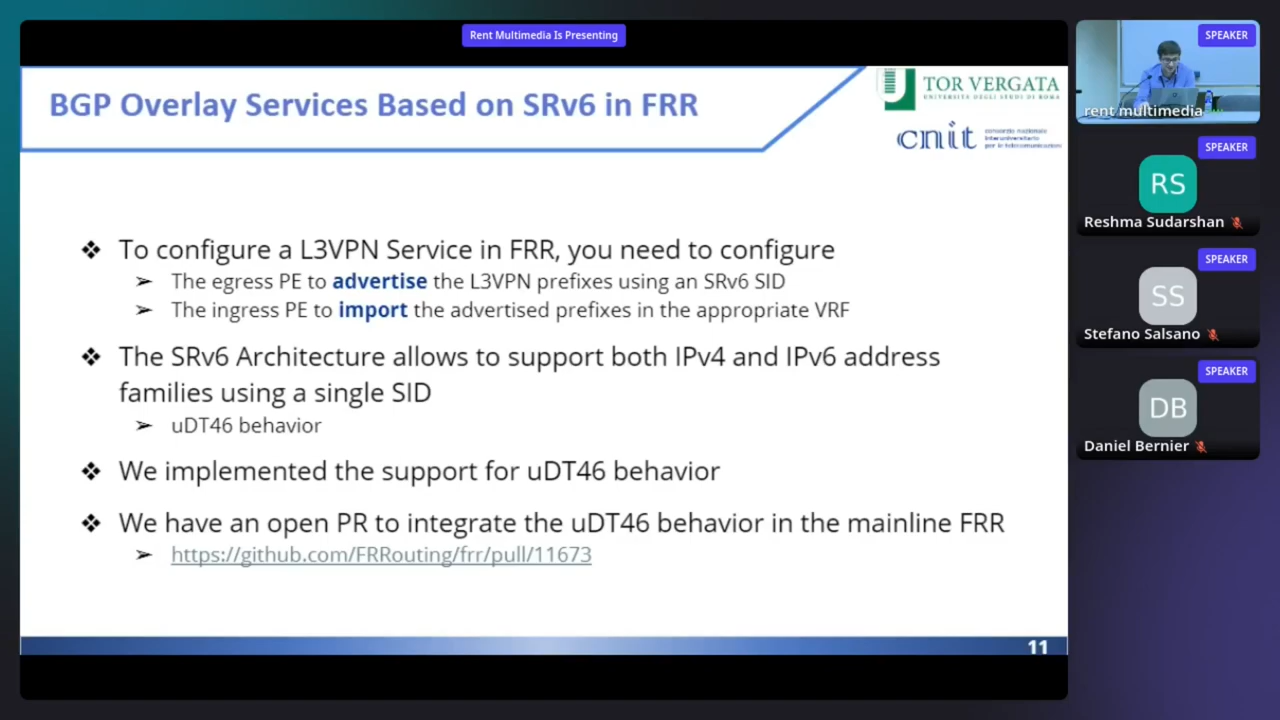 Rent Multimedia Is Presenting
BGP Overlay Services Based on SRv6 in FRR
TOR VERGATA
UNIVERSITÀ DEGLI STUDI DI ROMA
cnit
consorzio nazionale
interuniversitario
per le telecomunicazioni
❖ To configure a L3VPN Service in FRR, you need to configure
➢ The egress PE to advertise the L3VPN prefixes using an SRv6 SID
➢ The ingress PE to import the advertised prefixes in the appropriate VRF
❖ The SRv6 Architecture allows to support both IPv4 and IPv6 address
families using a single SID
➢ uDT46 behavior
❖ We implemented the support for uDT46 behavior
❖ We have an open PR to integrate the uDT46 behavior in the mainline FRR
➢ https://github.com/FRRouting/frr/pull/11673
11
SPEAKER
rent multimedia
SPEAKER
RS
Reshma Sudarshan
SPEAKER
SS
Stefano Salsano
SPEAKER
DB
Daniel Bernier